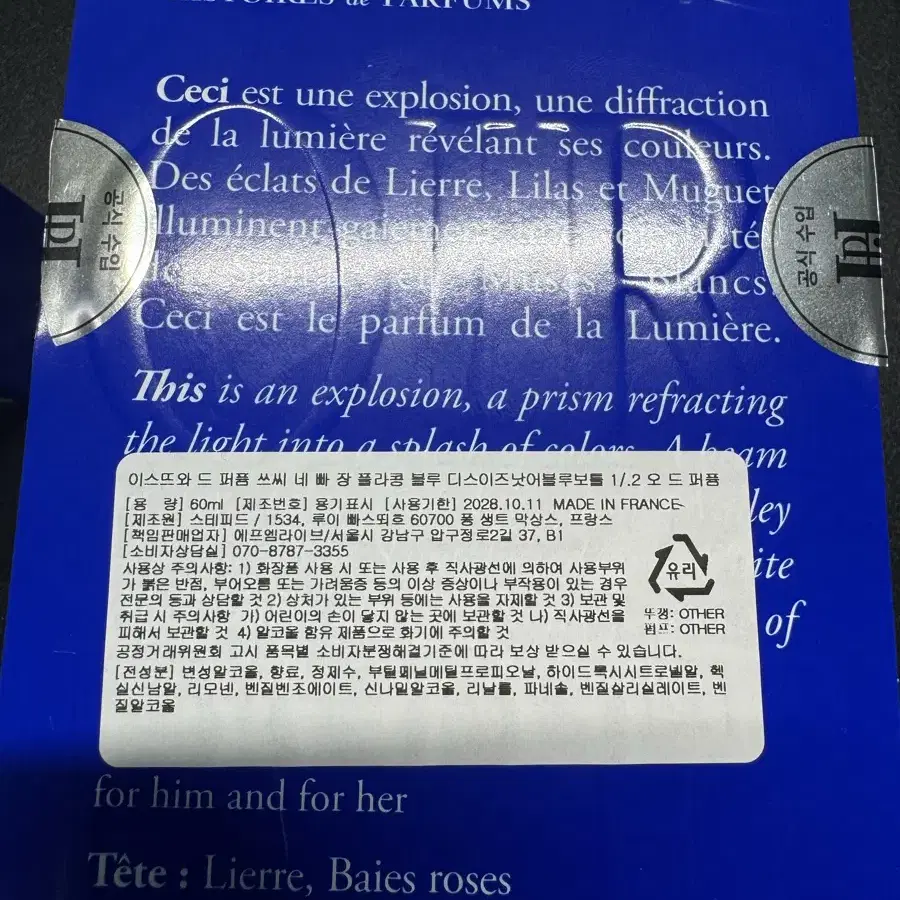 HISTOIRES de PARFUMS
Ceci est une explosion, une diffraction
de la lumière révélant ses couleurs.
Des éclats de Lierre, Lilas et Muguet
illuminent gaiement
et Muscs Blancs.
Ceci est le parfum de la Lumière.
This is an explosion, a prism refracting
the light into a splash of colors. A beam
공식 수입
공식 수입
이스뜨와 드 퍼퓸 쓰씨 네 빠 장 플라콩 블루 디스이즈낫어블루보틀 1/.2 오 드 퍼퓸
[용 량] 60ml [제조번호] 용기표시 [사용기한] 2028.10.11 MADE IN FRANCE
[제조원] 스테피드 / 1534, 루이 빠스뙤흐 60700 퐁 생트 막상스, 프랑스
[책임판매업자] 에프엠라이브/서울시 강남구 압구정로2길 37, B1
[소비자상담실] 070-8787-3355
사용상 주의사항: 1) 화장품 사용 시 또는 사용 후 직사광선에 의하여 사용부위
가 붉은 반점, 부어오름 또는 가려움증 등의 이상 증상이나 부작용이 있는 경우
전문의 등과 상담할 것 2) 상처가 있는 부위 등에는 사용을 자제할 것 3) 보관 및
취급 시 주의사항 가) 어린이의 손이 닿지 않는 곳에 보관할 것 나) 직사광선을
피해서 보관할 것 4) 알코올 함유 제품으로 화기에 주의할 것
공정거래위원회 고시 품목별 소비자분쟁해결기준에 따라 보상 받으실 수 있습니다.
[전성분] 변성알코올, 향료, 정제수, 부틸페닐메틸프로피오날, 하이드록시시트로넬알, 헥
실신남알, 리모넨, 벤질벤조에이트, 신나밀알코올, 리날룰, 파네솔, 벤질살리실레이트, 벤
질알코올
유리
뚜껑: OTHER
펌프: OTHER
ley
ite
of
for him and for her
Tête : Lierre, Baies roses